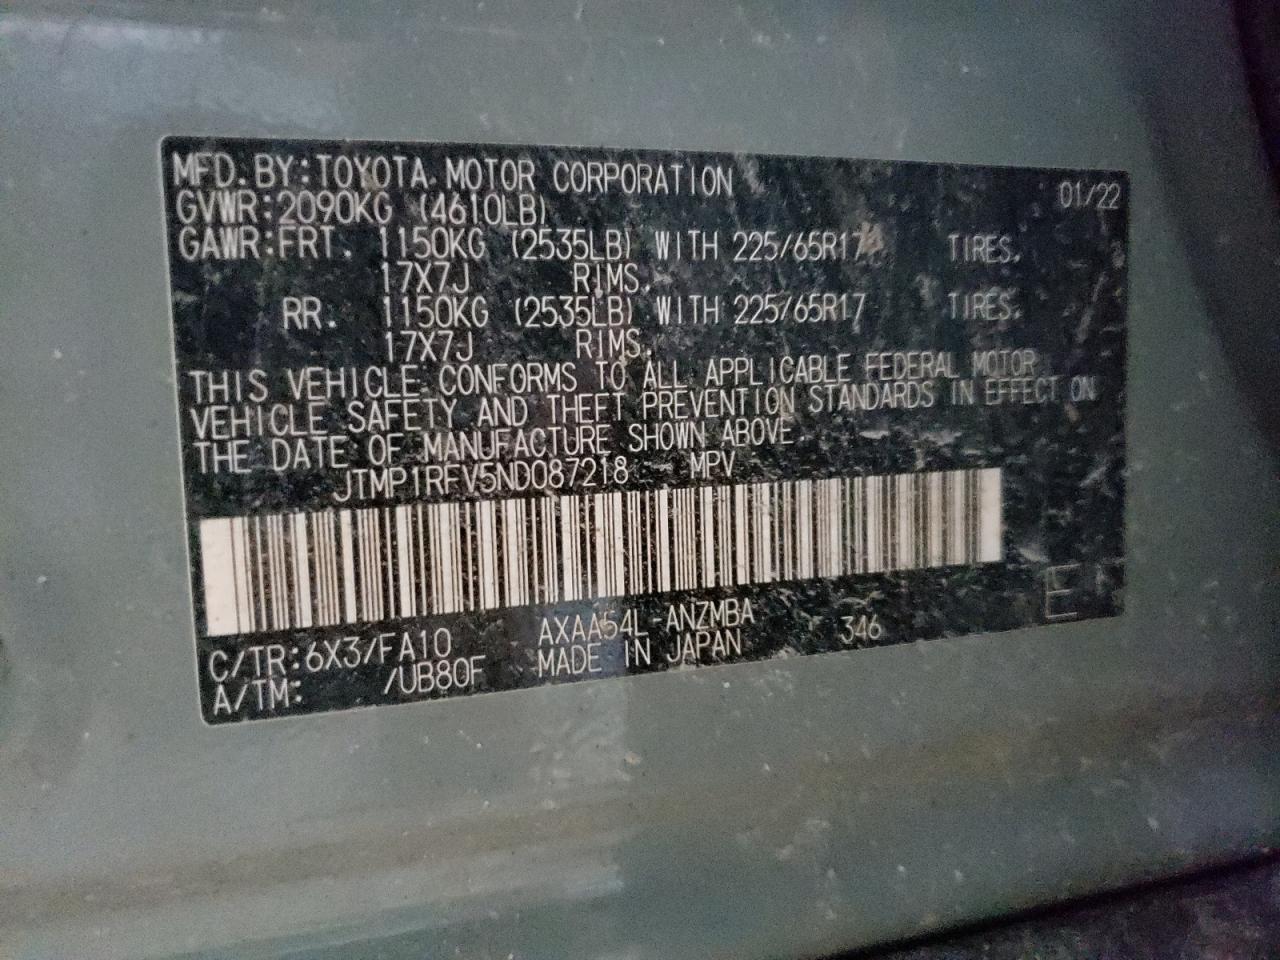 MFD. BY: TOYOTA MOTOR CORPORATION 01/22
GVWR: 2090KG (4610LB)
GAWR: FRT. 1150KG (2535LB) WITH 225/65R17 TIRES,
17X7J RIMS,
RR. 1150KG (2535LB) WITH 225/65R17 TIRES,
17X7J RIMS.
THIS VEHICLE CONFORMS TO ALL APPLICABLE FEDERAL MOTOR
VEHICLE SAFETY AND THEFT PREVENTION STANDARDS IN EFFECT ON
THE DATE OF MANUFACTURE SHOWN ABOVE.
JTMP1RFV5ND087218 MPV
C/TR: 6X3/FA10 AXAA54L-ANZMBA 346 E
A/TM: /UB80F MADE IN JAPAN